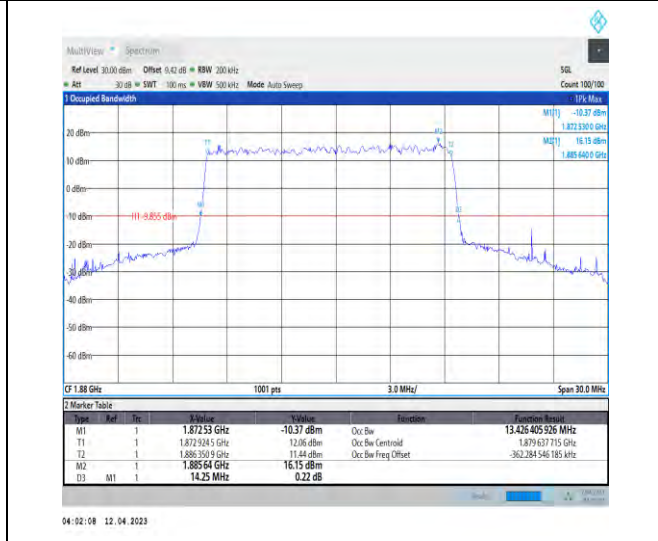 MultiView Spectrum
Ref Level 30.00 dBm Offset 9.42 dB RBW 200 kHz SGL
Att 30 dB SWT 100 ms VBW 500 kHz Mode Auto Sweep Count 100/100
1 Occupied Bandwidth 1Pk Max
M1[1] -10.37 dBm
1.872 530 0 GHz
M2[1] 16.15 dBm
1.885 640 0 GHz
20 dBm
M2
T1
T2
10 dBm
0 dBm
M1
D3
-10 dBm
H1 -9.855 dBm
-20 dBm
-30 dBm
-40 dBm
-50 dBm
-60 dBm
CF 1.88 GHz 1001 pts 3.0 MHz/ Span 30.0 MHz
2 Marker Table
Type Ref Trc X-Value Y-Value Function Function Result
M1 1 1.872 53 GHz -10.37 dBm Occ Bw 13.426 405 926 MHz
T1 1 1.872 924 5 GHz 12.06 dBm Occ Bw Centroid 1.879 637 715 GHz
T2 1 1.886 350 9 GHz 11.44 dBm Occ Bw Freq Offset -362.284 546 185 kHz
M2 1 1.885 64 GHz 16.15 dBm
D3 M1 1 14.25 MHz 0.22 dB
04:02:08 12.04.2023